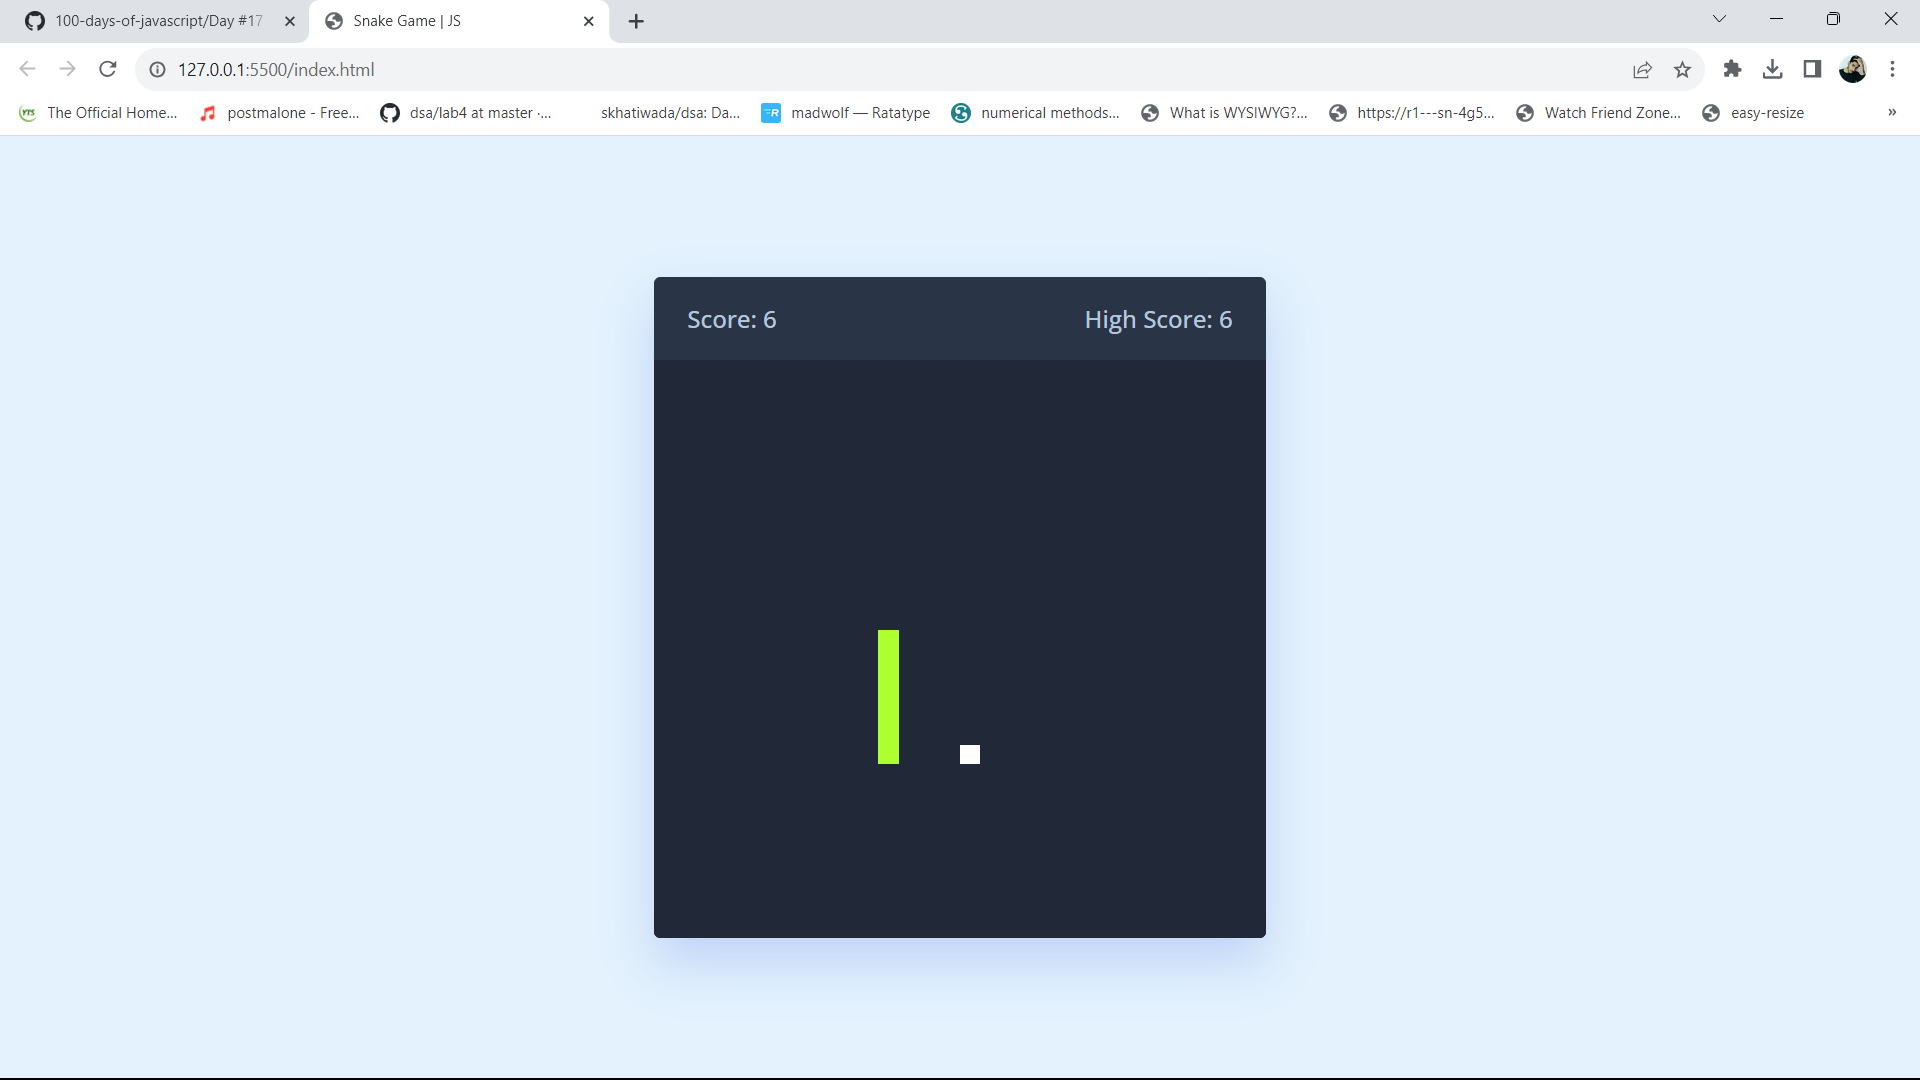 100-days-of-javascript/Day #17
Snake Game | JS
127.0.0.1:5500/index.html
YTS The Official Home...
postmalone - Free...
dsa/lab4 at master ·...
skhatiwada/dsa: Da...
R madwolf — Ratatype
numerical methods...
What is WYSIWYG?...
https://r1---sn-4g5...
Watch Friend Zone...
easy-resize
»
Score: 6
High Score: 6